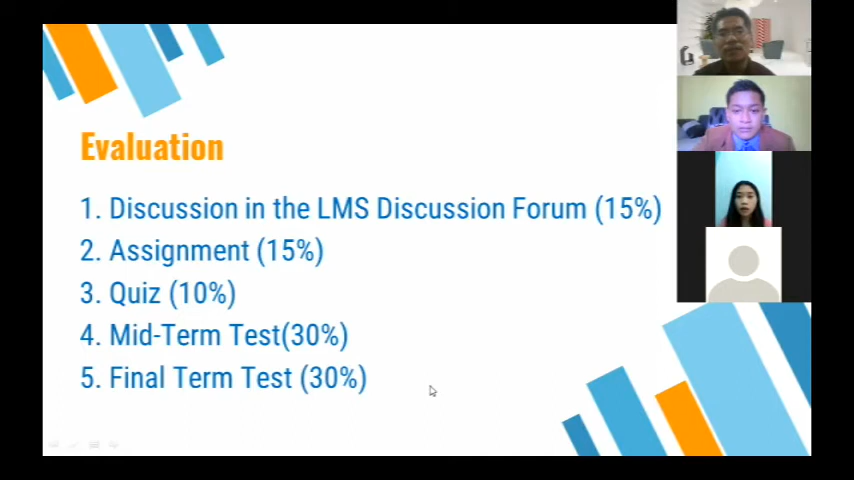 Evaluation
1. Discussion in the LMS Discussion Forum (15%)
2. Assignment (15%)
3. Quiz (10%)
4. Mid-Term Test(30%)
5. Final Term Test (30%)